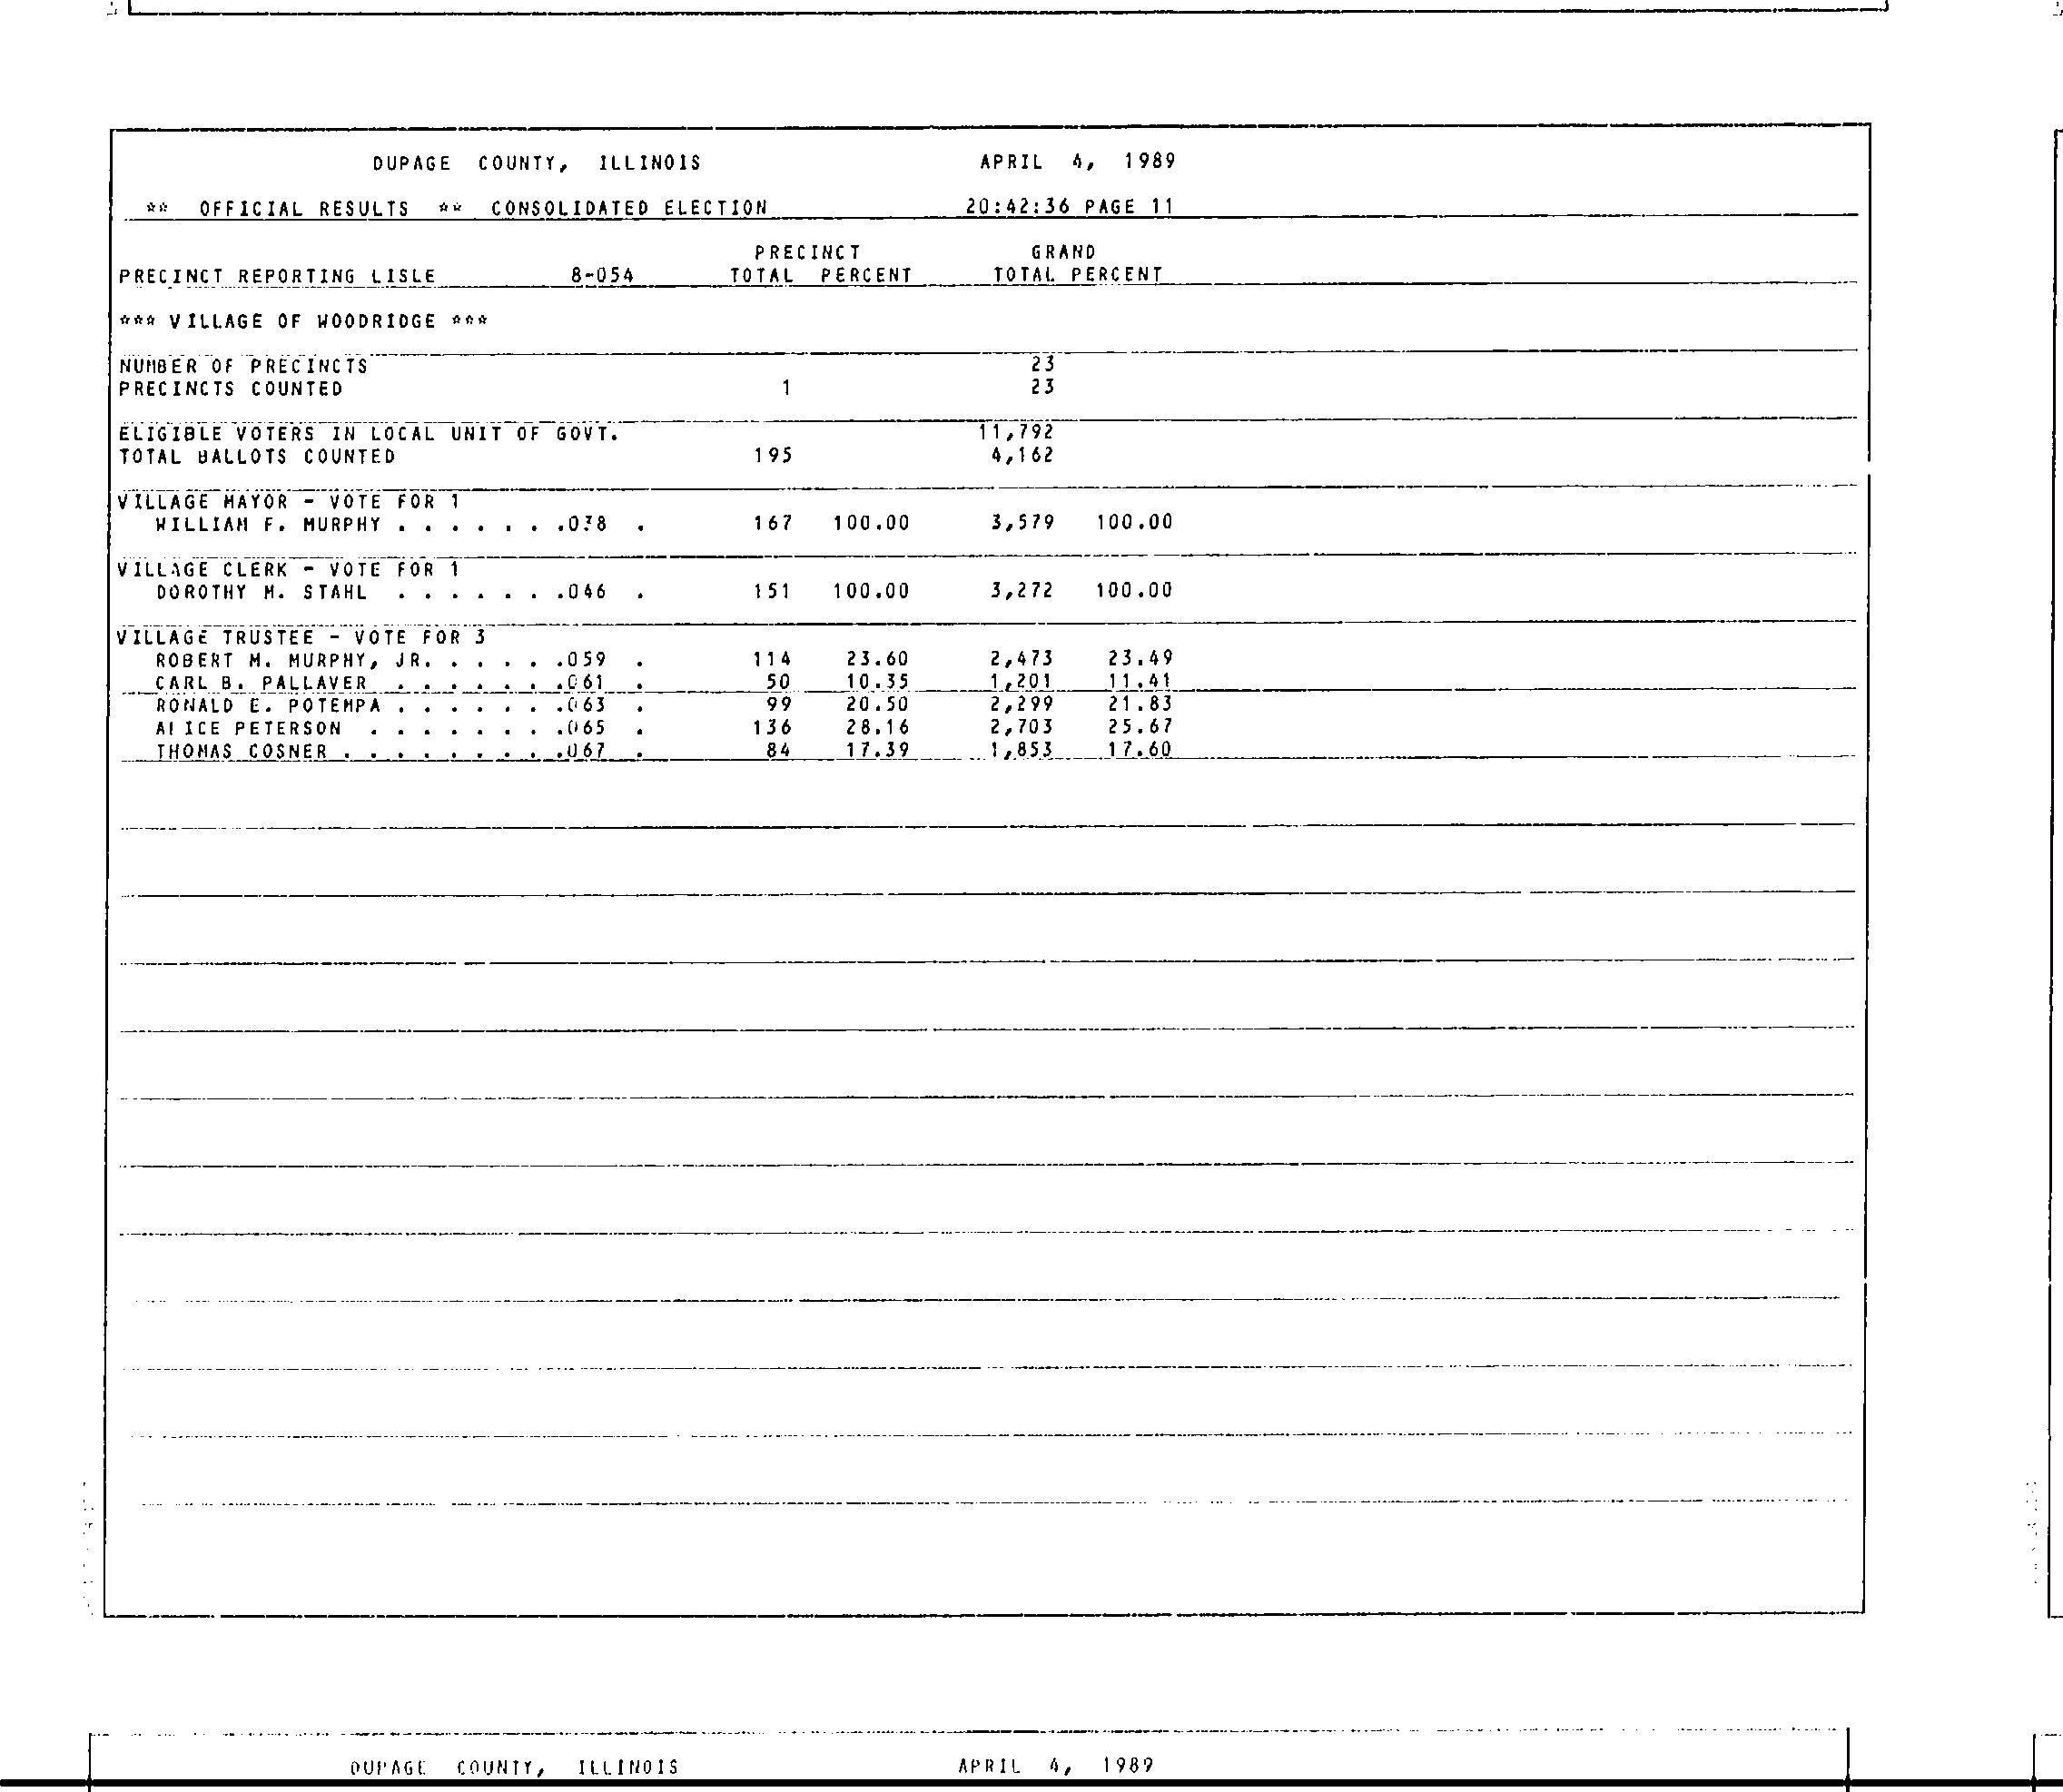 DUPAGE COUNTY, ILLINOIS APRIL 4, 1989
** OFFICIAL RESULTS ** CONSOLIDATED ELECTION 20:42:36 PAGE 11
PRECINCT GRAND
PRECINCT REPORTING LISLE 8-054 TOTAL PERCENT TOTAL PERCENT
*** VILLAGE OF WOODRIDGE ***
NUMBER OF PRECINCTS 23
PRECINCTS COUNTED 1 23
ELIGIBLE VOTERS IN LOCAL UNIT OF GOVT. 11,792
TOTAL BALLOTS COUNTED 195 4,162
VILLAGE MAYOR - VOTE FOR 1
WILLIAM F. MURPHY . . . . . . .038 . 167 100.00 3,579 100.00
VILLAGE CLERK - VOTE FOR 1
DOROTHY M. STAHL . . . . . . .046 . 151 100.00 3,272 100.00
VILLAGE TRUSTEE - VOTE FOR 3
ROBERT M. MURPHY, JR. . . . . .059 . 114 23.60 2,473 23.49
CARL B. PALLAVER . . . . . . .061 . 50 10.35 1,201 11.41
RONALD E. POTEMPA . . . . . . .063 . 99 20.50 2,299 21.83
ALICE PETERSON . . . . . . . .065 . 136 28.16 2,703 25.67
THOMAS COSNER . . . . . . . . .067 . 84 17.39 1,853 17.60
DUPAGE COUNTY, ILLINOIS APRIL 4, 1989